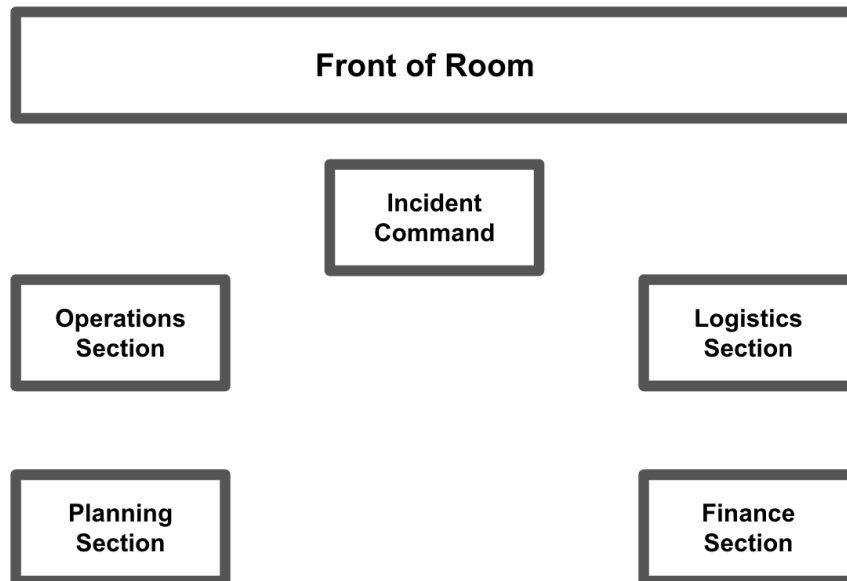 Front of Room
Incident
Command
Operations
Section
Logistics
Section
Planning
Section
Finance
Section